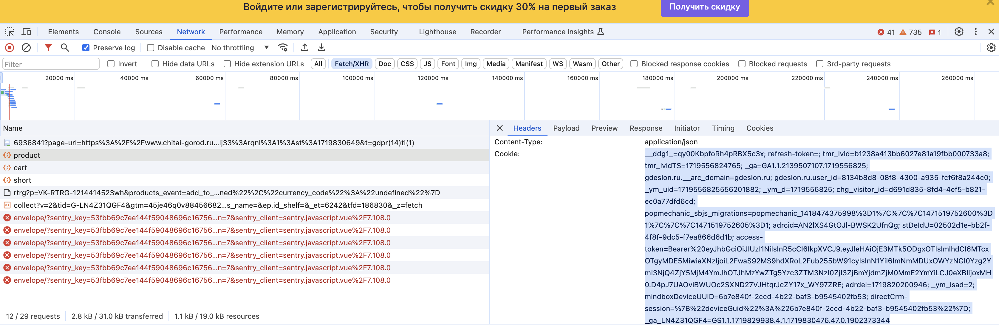 Войдите или зарегистрируйтесь, чтобы получить скидку 30% на первый заказ
Получить скидку
Elements Console Sources Network Performance Memory Application Security Lighthouse Recorder Performance insights 41 735 1
Preserve log Disable cache No throttling
Filter Invert Hide data URLs Hide extension URLs All Fetch/XHR Doc CSS JS Font Img Media Manifest WS Wasm Other Blocked response cookies Blocked requests 3rd-party requests
20000 ms 40000 ms 60000 ms 80000 ms 100000 ms 120000 ms 140000 ms 160000 ms 180000 ms 200000 ms 220000 ms 240000 ms 260000 ms
Name
6936841?page-url=https%3A%2F%2Fwww.chitai-gorod.ru...lj33%3Arqnl%3A1%3Ast%3A1719830649&t=gdpr(14)ti(1)
product
cart
short
rtrg?p=VK-RTRG-1214414523wh&products_event=add_to_...ned%22%2C%22currency_code%22%3A%22undefined%22%7D
collect?v=2&tid=G-LN4Z31QGF4&gtm=45je46q0v88456682...s_name=&ep.id_shelf=&_et=6242&tfd=186830&_z=fetch
envelope/?sentry_key=53fbb69c7ee144f59048696c16756...n=7&sentry_client=sentry.javascript.vue%2F7.108.0
envelope/?sentry_key=53fbb69c7ee144f59048696c16756...n=7&sentry_client=sentry.javascript.vue%2F7.108.0
envelope/?sentry_key=53fbb69c7ee144f59048696c16756...n=7&sentry_client=sentry.javascript.vue%2F7.108.0
envelope/?sentry_key=53fbb69c7ee144f59048696c16756...n=7&sentry_client=sentry.javascript.vue%2F7.108.0
envelope/?sentry_key=53fbb69c7ee144f59048696c16756...n=7&sentry_client=sentry.javascript.vue%2F7.108.0
envelope/?sentry_key=53fbb69c7ee144f59048696c16756...n=7&sentry_client=sentry.javascript.vue%2F7.108.0
12 / 29 requests 2.8 kB / 31.0 kB transferred 1.1 kB / 19.0 kB resources
Headers Payload Preview Response Initiator Timing Cookies
Content-Type: application/json
Cookie: __ddg1_=qy00KbpfoRh4pRBX5c3x; refresh-token=; tmr_lvid=b1238a413bb6027e81a19fbb000733a8;
tmr_lvidTS=1719556824765; _ga=GA1.1.2139507107.1719556825;
gdeslon.ru.__arc_domain=gdeslon.ru; gdeslon.ru.user_id=8134b8d8-08f8-4300-a935-fcf6f8a244c0;
_ym_uid=1719556825556201882; _ym_d=1719556825; chg_visitor_id=d691d835-8fd4-4ef5-b821-
ec0a77dfd6cd;
popmechanic_sbjs_migrations=popmechanic_1418474375998%3D1%7C%7C%7C1471519752600%3D
1%7C%7C%7C1471519752605%3D1; adrcid=AN2lXS4GtOJl-BWSK2UfnQg; stDeIdU=02502d1e-bb2f-
4f8f-9dc5-f7ea866d6d1b; access-
token=Bearer%20eyJhbGciOiJIUzI1NiIsInR5cCI6IkpXVCJ9.eyJleHAiOjE3MTk5ODgxOTIsImlhdCI6MTcx
OTgyMDE5MiwiaXNzIjoiL2FwaS92MS9hdXRoL2Fub255bW91cyIsInN1YiI6ImNmMDUxOWYzNGI0Yzg2Y
mI3NjQ4ZjY5MjM4YmJhOTJhMzYwZTg5Yzc3ZTM3NzI0ZjI3ZjBmYjdmZjM0MmE2YmYiLCJ0eXBlIjoxMH
0.D4pJ7UAOviBWUOc2SXND27VJHtqrJcZY17x_WY97ZRE; adrdel=1719820200946; _ym_isad=2;
mindboxDeviceUUID=6b7e840f-2ccd-4b22-baf3-b9545402fb53; directCrm-
session=%7B%22deviceGuid%22%3A%226b7e840f-2ccd-4b22-baf3-b9545402fb53%22%7D;
_ga_LN4Z31QGF4=GS1.1.1719829938.4.1.1719830476.47.0.1902373344